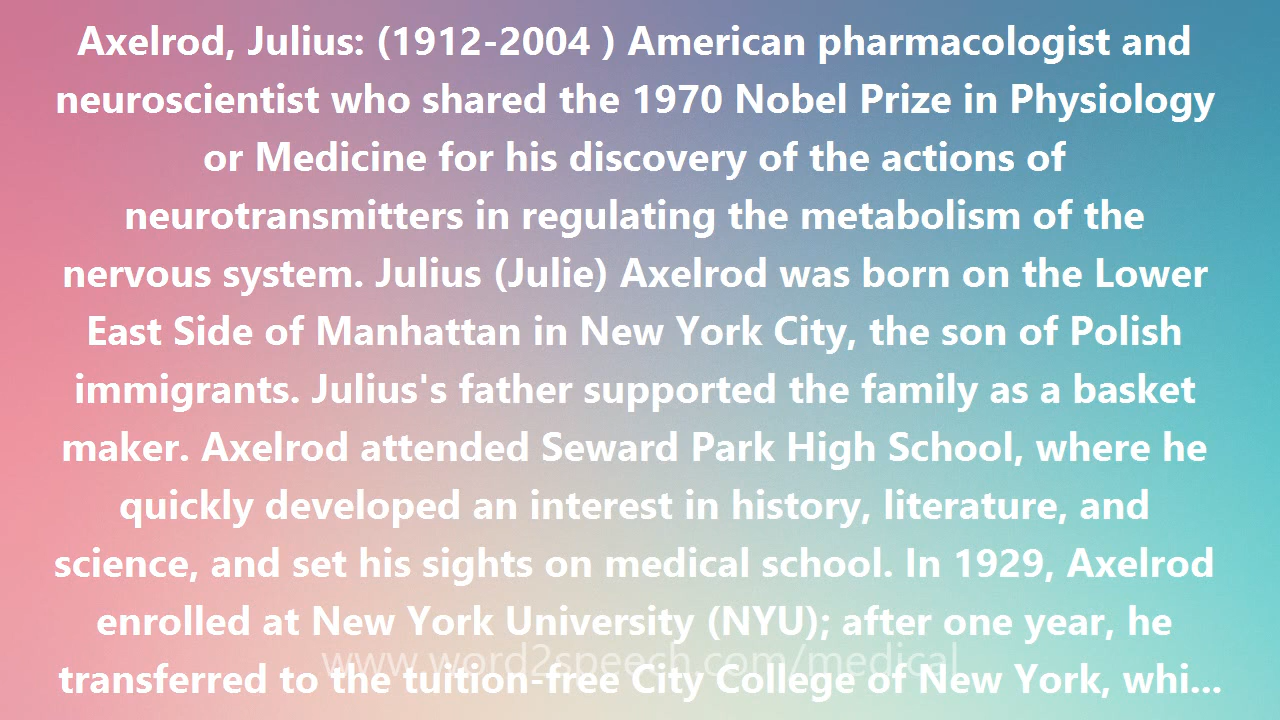 Axelrod, Julius: (1912-2004 ) American pharmacologist and
neuroscientist who shared the 1970 Nobel Prize in Physiology
or Medicine for his discovery of the actions of
neurotransmitters in regulating the metabolism of the
nervous system. Julius (Julie) Axelrod was born on the Lower
East Side of Manhattan in New York City, the son of Polish
immigrants. Julius's father supported the family as a basket
maker. Axelrod attended Seward Park High School, where he
quickly developed an interest in history, literature, and
science, and set his sights on medical school. In 1929, Axelrod
enrolled at New York University (NYU); after one year, he
www.word2speech.com/medical
transferred to the tuition-free City College of New York, whi...